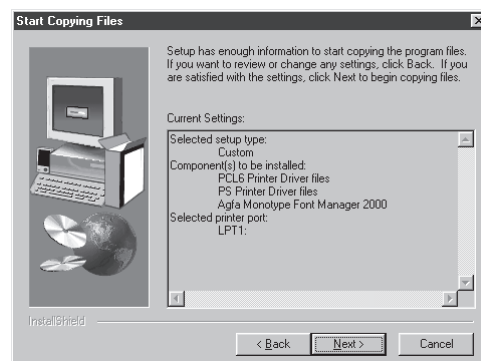 Start Copying Files
Setup has enough information to start copying the program files.
If you want to review or change any settings, click Back. If you
are satisfied with the settings, click Next to begin copying files.
Current Settings:
Selected setup type:
Custom
Component(s) to be installed:
PCL6 Printer Driver files
PS Printer Driver files
Agfa Monotype Font Manager 2000
Selected printer port:
LPT1:
InstallShield
< Back
Next >
Cancel